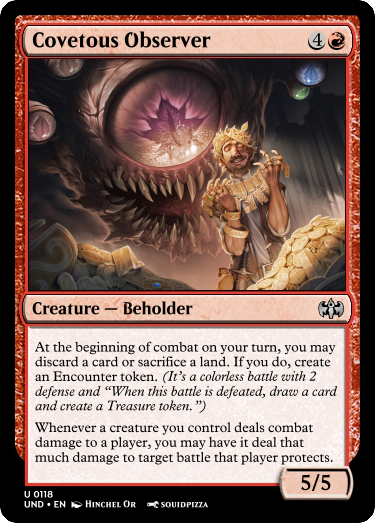 Covetous Observer 4
Creature — Beholder
At the beginning of combat on your turn, you may
discard a card or sacrifice a land. If you do, create
an Encounter token. (It's a colorless battle with 2
defense and “When this battle is defeated, draw a card
and create a Treasure token.”)
Whenever a creature you control deals combat
damage to a player, you may have it deal that
much damage to target battle that player protects.
5/5
U 0118
UND • EN HINCHEL OR SQUIDPIZZA